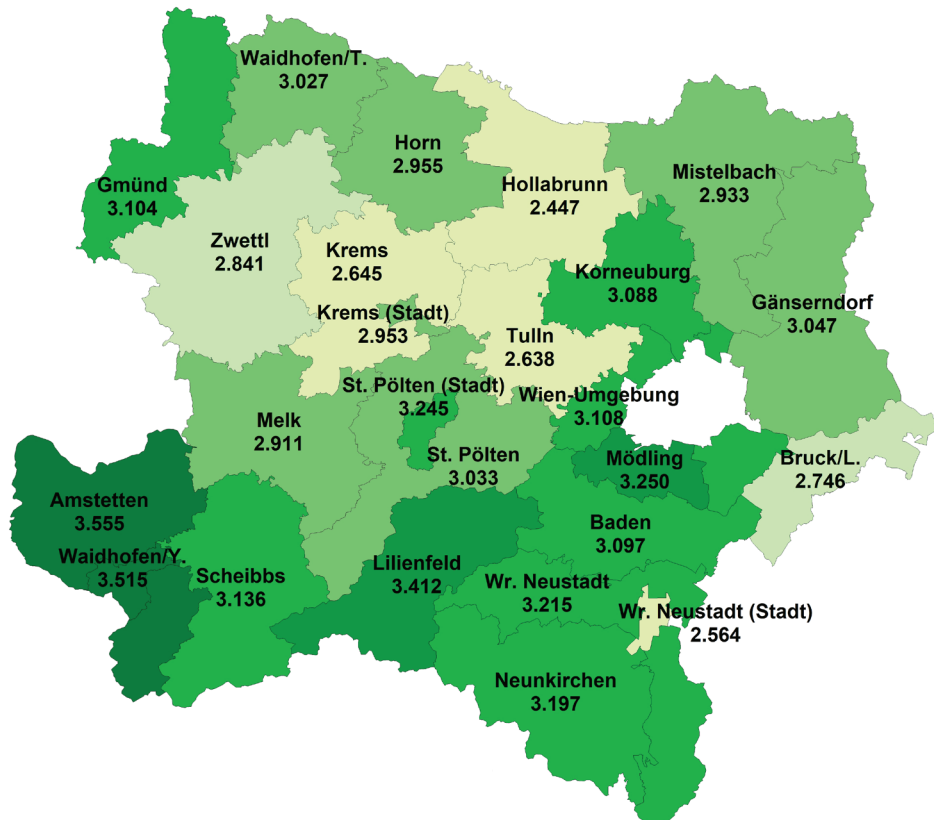 Waidhofen/T.
3.027
Horn
2.955
Hollabrunn
2.447
Mistelbach
2.933
Gmünd
3.104
Zwettl
2.841
Krems
2.645
Korneuburg
3.088
Gänserndorf
3.047
Krems (Stadt)
2.953
Tulln
2.638
St. Pölten (Stadt)
3.245
Wien-Umgebung
3.108
Melk
2.911
St. Pölten
3.033
Mödling
3.250
Bruck/L.
2.746
Amstetten
3.555
Baden
3.097
Waidhofen/Y.
3.515
Scheibbs
3.136
Lilienfeld
3.412
Wr. Neustadt
3.215
Wr. Neustadt (Stadt)
2.564
Neunkirchen
3.197